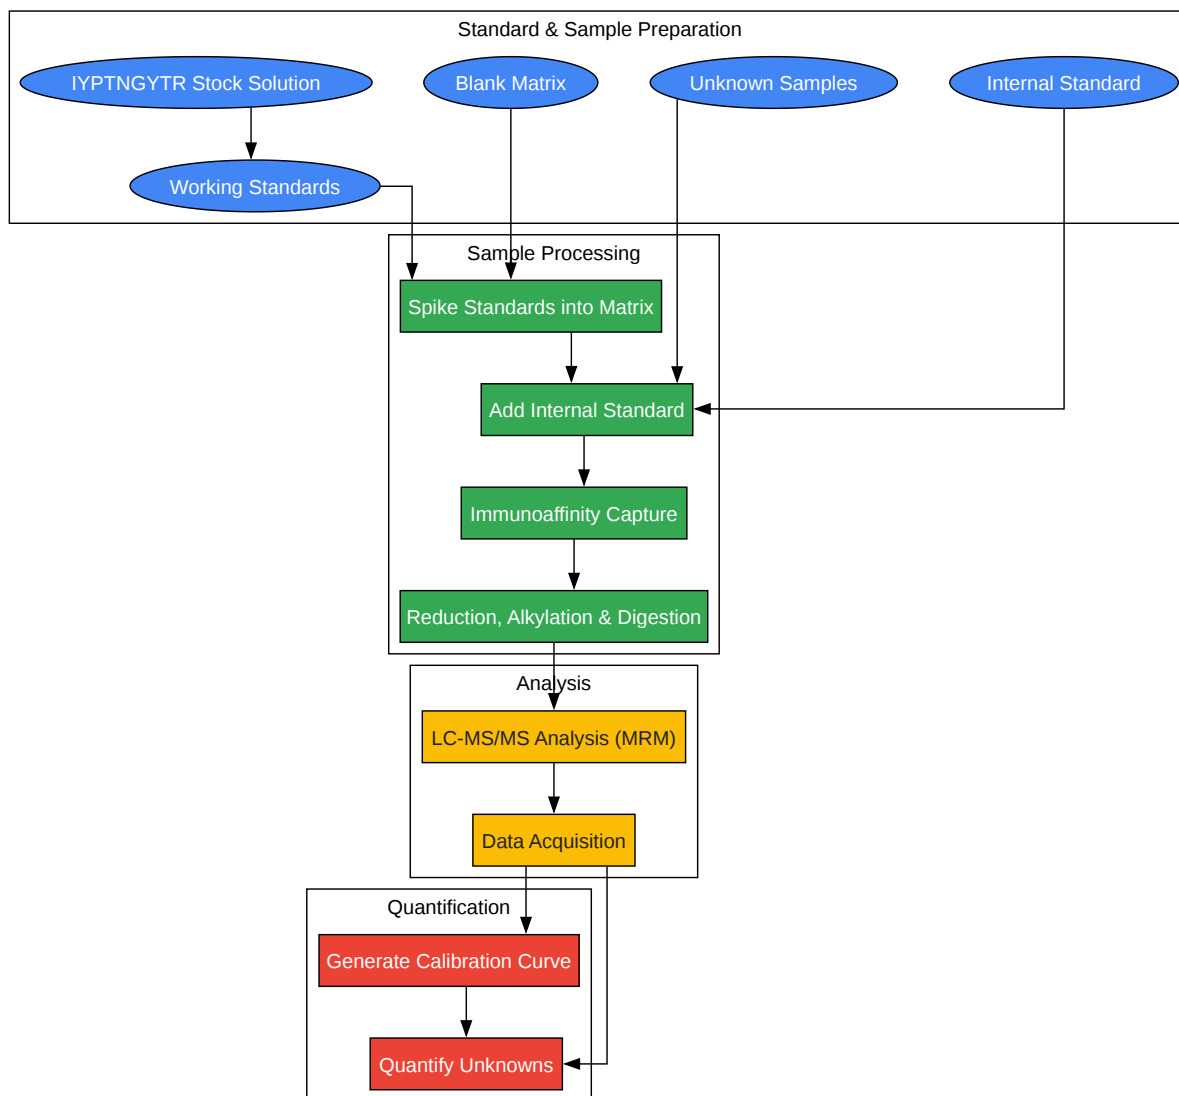 Standard & Sample Preparation
IYPTNGYTR Stock Solution
Blank Matrix
Unknown Samples
Internal Standard
Working Standards
Sample Processing
Spike Standards into Matrix
Add Internal Standard
Immunoaffinity Capture
Reduction, Alkylation & Digestion
Analysis
LC-MS/MS Analysis (MRM)
Data Acquisition
Quantification
Generate Calibration Curve
Quantify Unknowns